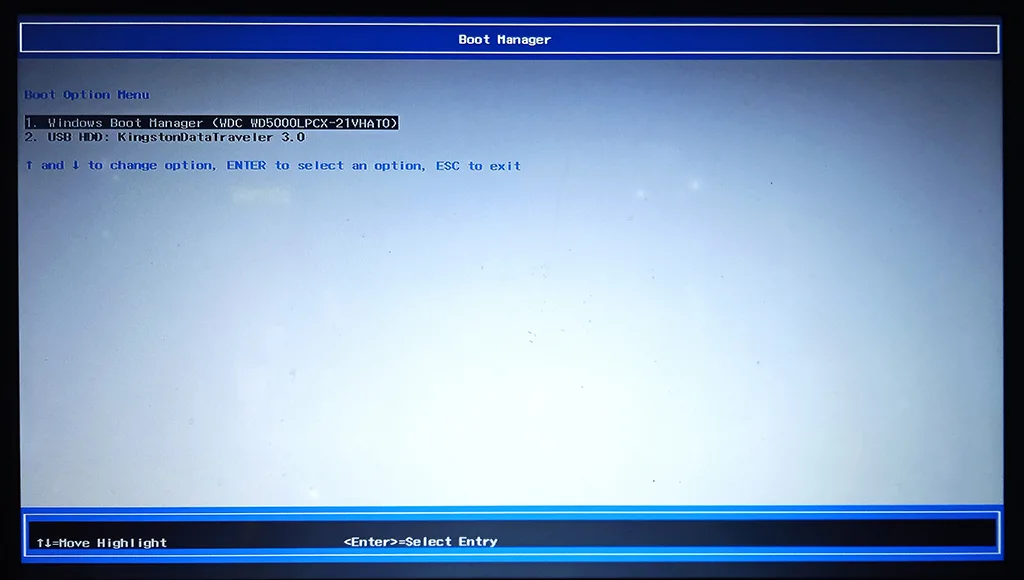 Boot Manager
Boot Option Menu
1. Windows Boot Manager (WDC WD5000LPCX-21VHAT0)
2. USB HDD: KingstonDataTraveler 3.0
↑ and ↓ to change option, ENTER to select an option, ESC to exit
↑↓=Move Highlight <Enter>=Select Entry